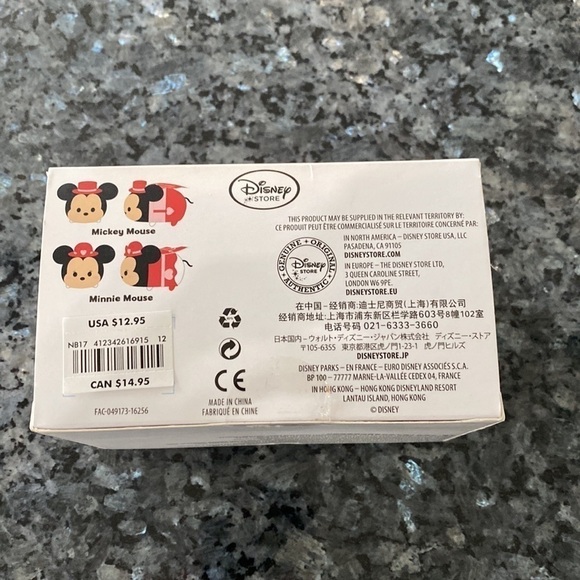 Mickey Mouse
Minnie Mouse
USA $12.95
NB17 412342616915 12
CAN $14.95
FAC-049173-16256
Disney
STORE
THIS PRODUCT MAY BE SUPPLIED IN THE RELEVANT TERRITORY BY:
CE PRODUIT PEUT ÊTRE COMMERCIALISÉ SUR LE TERRITOIRE CONCERNÉ PAR:
GENUINE • ORIGINAL • AUTHENTIC
Disney
STORE
IN NORTH AMERICA – DISNEY STORE USA, LLC
PASADENA, CA 91105
DISNEYSTORE.COM
IN EUROPE – THE DISNEY STORE LTD,
3 QUEEN CAROLINE STREET,
LONDON W6 9PE.
DISNEYSTORE.EU
在中国 - 经销商:迪士尼商贸(上海)有限公司
经销商地址:上海市浦东新区世纪大道8号8幢102室
电话号码 021-6333-3660
日本国内 - ウォルト・ディズニー・ジャパン株式会社 ディズニー・ストア
〒105-6355 東京都港区虎ノ門1-23-1 虎ノ門ヒルズ
DISNEYSTORE.JP
DISNEY PARKS – EN FRANCE – EURO DISNEY ASSOCIÉS S.C.A.
BP 100 – 77777 MARNE-LA-VALLÉE CEDEX 04, FRANCE
IN HONG KONG – HONG KONG DISNEYLAND RESORT
LANTAU ISLAND, HONG KONG
© DISNEY
CE
MADE IN CHINA
FABRIQUÉ EN CHINE